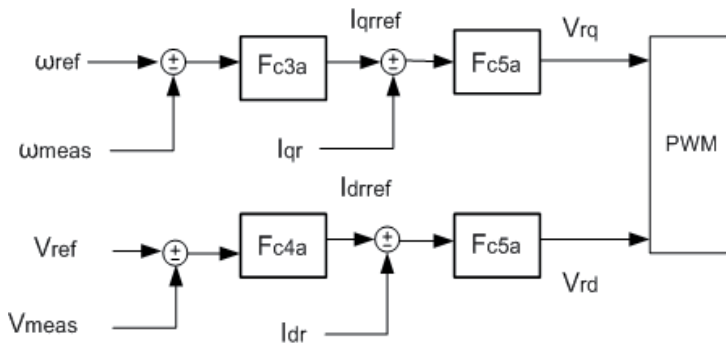 Iqrref
Vrq
ωref
±
Fc3a
±
Fc5a
ωmeas
Iqr
PWM
Idrref
Vref
±
Fc4a
±
Fc5a
Vrd
Vmeas
Idr